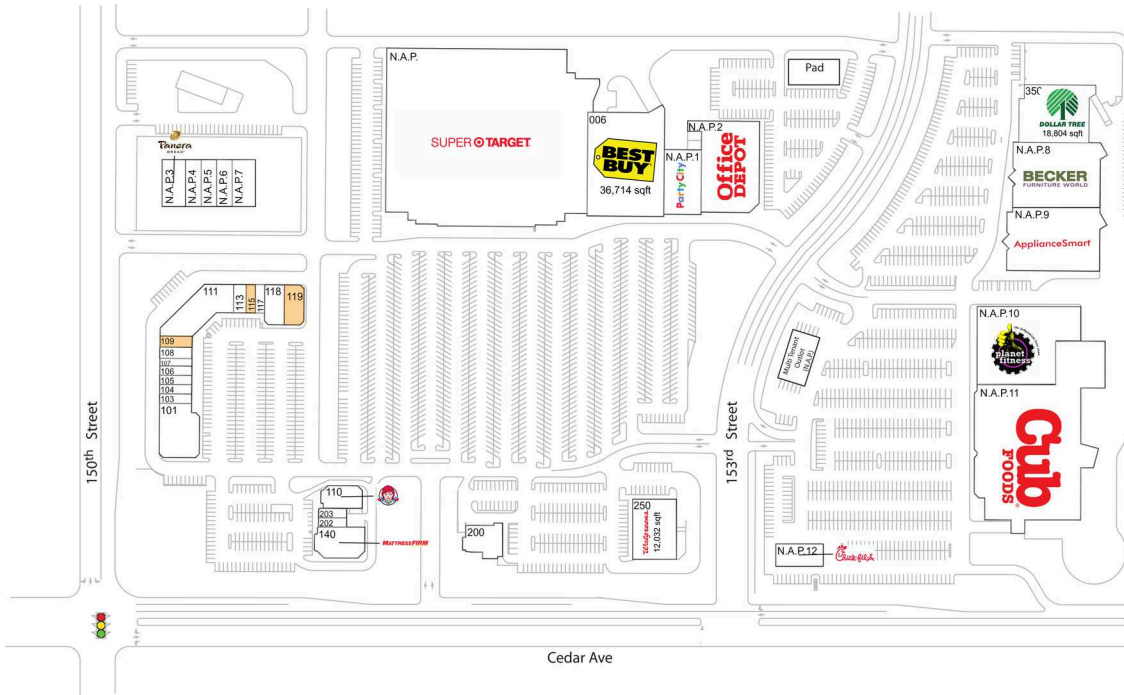 N.A.P.
SUPER TARGET
006
BEST
BUY
36,714 sqft
N.A.P.1
Party City
N.A.P.2
Office
DEPOT
Pad
350
DOLLAR TREE
18,804 sqft
N.A.P.8
BECKER
FURNITURE WORLD
N.A.P.9
ApplianceSmart
Panera
BREAD
N.A.P.3
N.A.P.4
N.A.P.5
N.A.P.6
N.A.P.7
111
113
115
117
118
119
109
108
107
106
105
104
103
101
N.A.P.10
planet
fitness
N.A.P.11
Cub
FOODS
Multi Tenant
Outlot
(N.A.P.)
150th Street
153rd Street
110
203
202
140
MATTRESSFIRM
200
250
Walgreens
12,032 sqft
N.A.P.12
Chick-fil-A
Cedar Ave